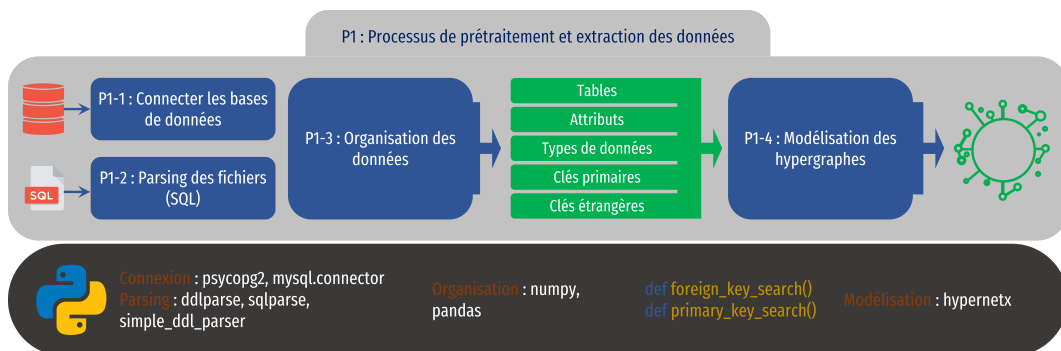 P1 : Processus de prétraitement et extraction des données
P1-1 : Connecter les bases
de données
P1-2 : Parsing des fichiers
(SQL)
SQL
P1-3 : Organisation des
données
Tables
Attributs
Types de données
Clés primaires
Clés étrangères
P1-4 : Modélisation des
hypergraphes
Connexion : psycopg2, mysql.connector
Parsing : ddlparse, sqlparse,
simple_ddl_parser
Organisation : numpy,
pandas
def foreign_key_search()
def primary_key_search()
Modélisation : hypernetx